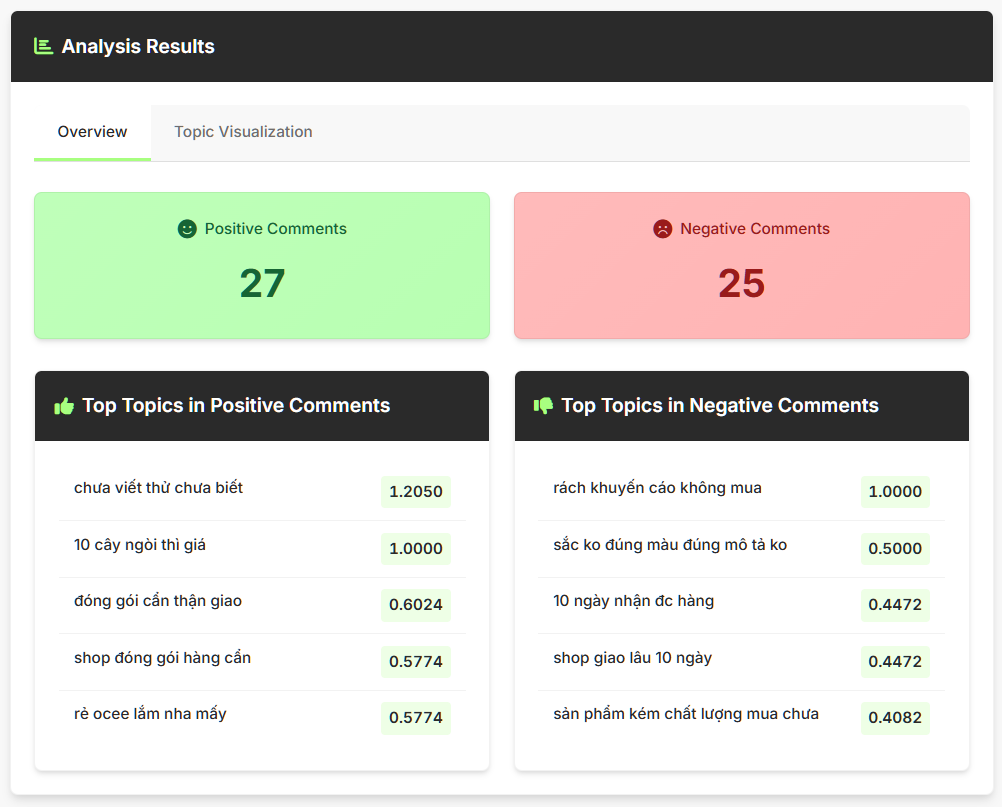 Analysis Results
Overview
Topic Visualization
Positive Comments
27
Negative Comments
25
Top Topics in Positive Comments
chưa viết thử chưa biết 1.2050
10 cây ngòi thì giá 1.0000
đóng gói cẩn thận giao 0.6024
shop đóng gói hàng cẩn 0.5774
rẻ ocee lắm nha mấy 0.5774
Top Topics in Negative Comments
rách khuyến cáo không mua 1.0000
sắc ko đúng màu đúng mô tả ko 0.5000
10 ngày nhận đc hàng 0.4472
shop giao lâu 10 ngày 0.4472
sản phẩm kém chất lượng mua chưa 0.4082